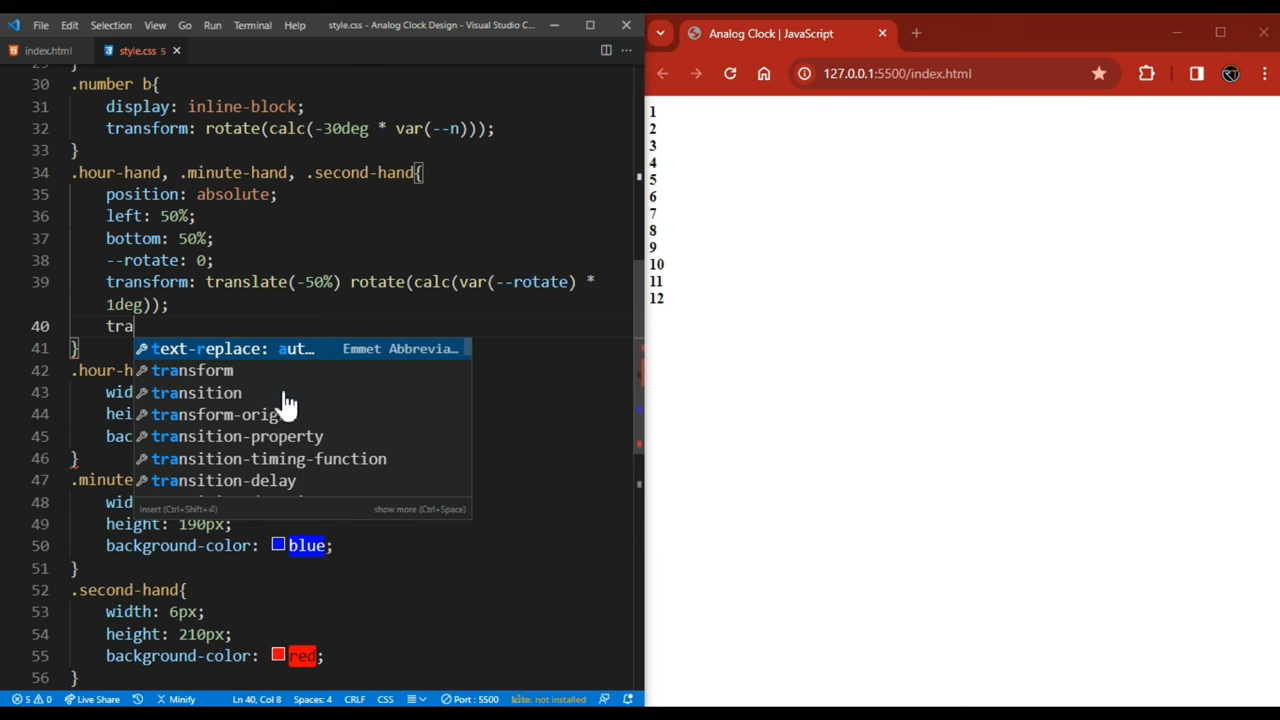 File Edit Selection View Go Run Terminal Help style.css - Analog Clock Design - Visual Studio C...
index.html style.css 5
30 .number b{
31 display: inline-block;
32 transform: rotate(calc(-30deg * var(--n)));
33 }
34 .hour-hand, .minute-hand, .second-hand{
35 position: absolute;
36 left: 50%;
37 bottom: 50%;
38 --rotate: 0;
39 transform: translate(-50%) rotate(calc(var(--rotate) *
1deg));
40 tra
41 }
text-replace: aut... Emmet Abbrevia...
42 .hour-h
transform
43 wid
transition
44 hei
transform-orig
45 bac
transition-property
46 }
transition-timing-function
47 .minute
transition-delay
48 wid
Insert (Ctrl+Shift+⏎) show more (Ctrl+Space)
49 height: 190px;
50 background-color: blue;
51 }
52 .second-hand{
53 width: 6px;
54 height: 210px;
55 background-color: red;
56 }
5 0 Live Share Minify Ln 40, Col 8 Spaces: 4 CRLF CSS Port : 5500 kite: not installed
Analog Clock | JavaScript
127.0.0.1:5500/index.html
1
2
3
4
5
6
7
8
9
10
11
12